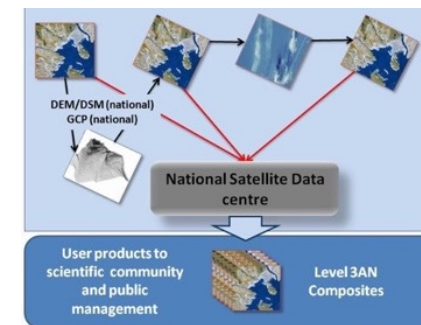 DEM/DSM (national)
GCP (national)
National Satellite Data
centre
User products to
scientific community
and public
management
Level 3AN
Composites